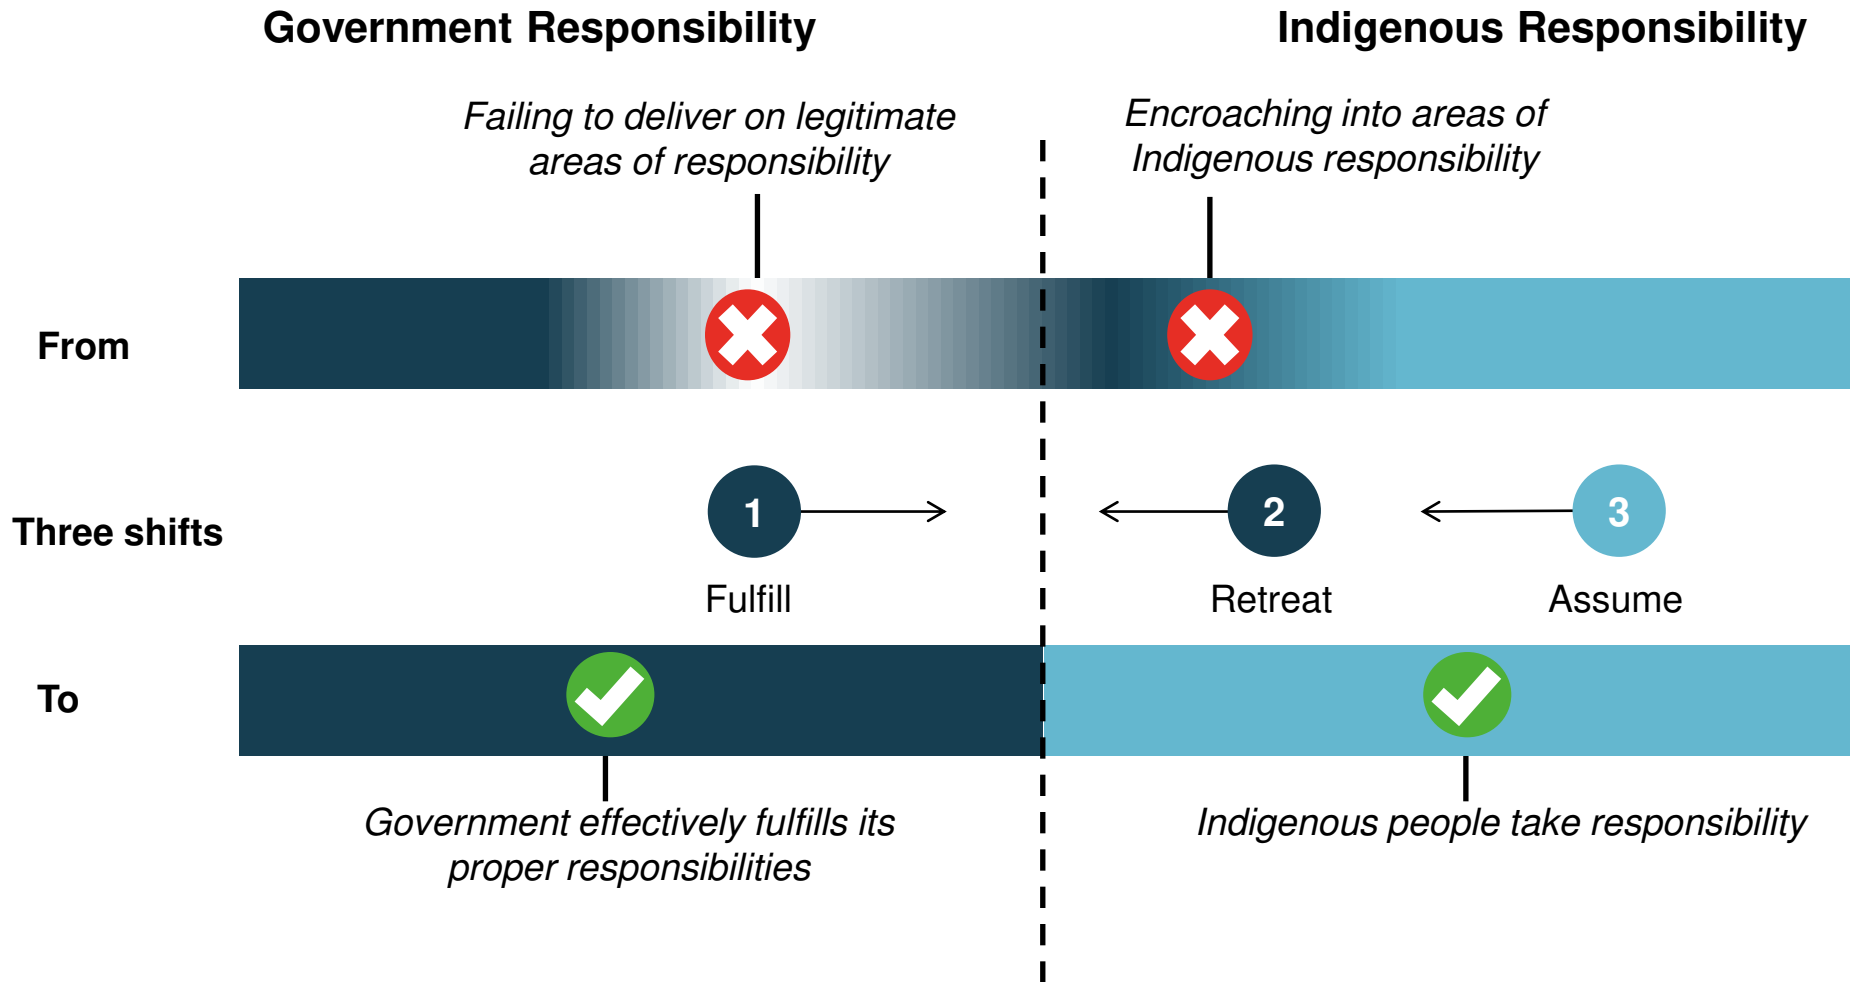 Government Responsibility
Indigenous Responsibility
Failing to deliver on legitimate
areas of responsibility
Encroaching into areas of
Indigenous responsibility
From
Three shifts
1
2
3
Fulfill
Retreat
Assume
To
Government effectively fulfills its
proper responsibilities
Indigenous people take responsibility